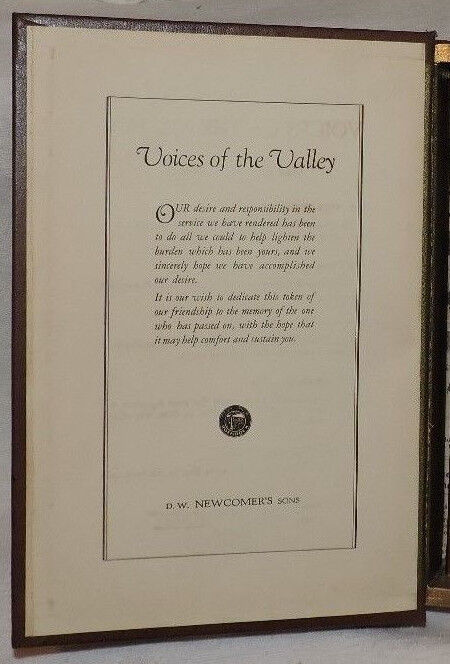 Voices of the Valley
OUR desire and responsibility in the
service we have rendered has been
to do all we could to help lighten the
burden which has been yours, and we
sincerely hope we have accomplished
our desire.
It is our wish to dedicate this token of
our friendship to the memory of the one
who has passed on, with the hope that
it may help comfort and sustain you.
D. W. NEWCOMER'S SONS